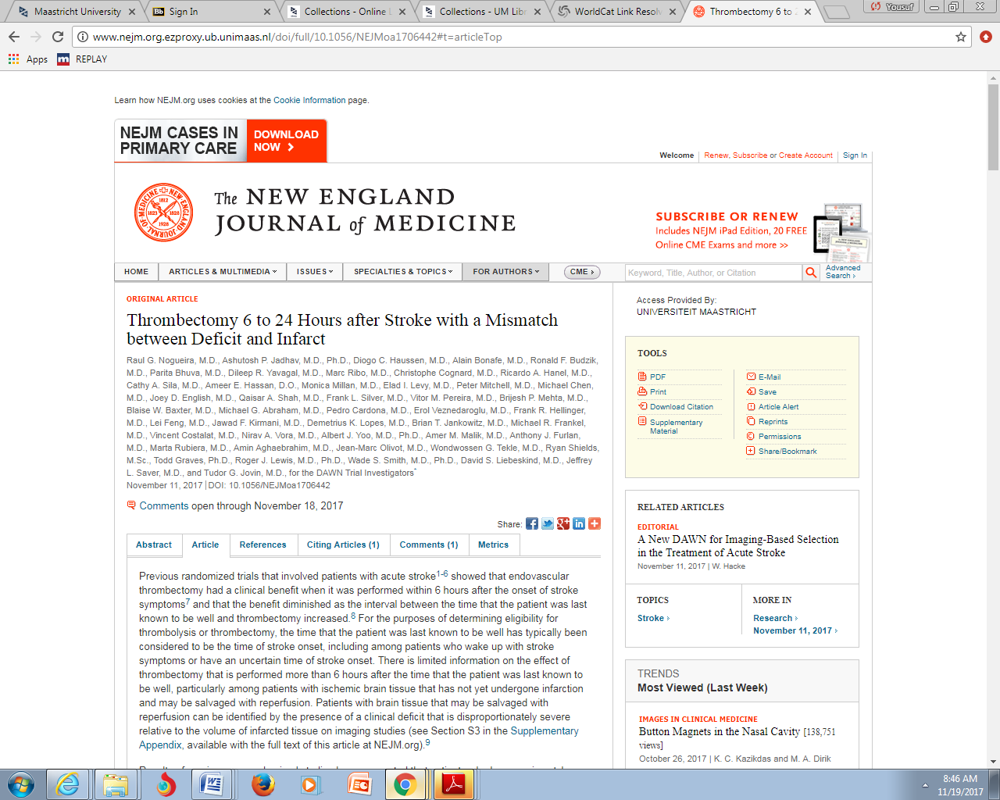 Maastricht University
Sign In
Collections - Online L
Collections - UM Libr
WorldCat Link Resolv
Thrombectomy 6 to 2
Yousuf
www.nejm.org.ezproxy.ub.unimaas.nl/doi/full/10.1056/NEJMoa1706442#t=articleTop
Apps
REPLAY
Learn how NEJM.org uses cookies at the Cookie Information page.
NEJM CASES IN
PRIMARY CARE
DOWNLOAD
NOW >
Welcome
Renew, Subscribe or Create Account
Sign In
The NEW ENGLAND
JOURNAL of MEDICINE
SUBSCRIBE OR RENEW
Includes NEJM iPad Edition, 20 FREE
Online CME Exams and more >>
HOME
ARTICLES & MULTIMEDIA
ISSUES
SPECIALTIES & TOPICS
FOR AUTHORS
CME ›
Keyword, Title, Author, or Citation
Advanced
Search ›
ORIGINAL ARTICLE
Thrombectomy 6 to 24 Hours after Stroke with a Mismatch
between Deficit and Infarct
Raul G. Nogueira, M.D., Ashutosh P. Jadhav, M.D., Ph.D., Diogo C. Haussen, M.D., Alain Bonafe, M.D., Ronald F. Budzik,
M.D., Parita Bhuva, M.D., Dileep R. Yavagal, M.D., Marc Ribo, M.D., Christophe Cognard, M.D., Ricardo A. Hanel, M.D.,
Cathy A. Sila, M.D., Ameer E. Hassan, D.O., Monica Millan, M.D., Elad I. Levy, M.D., Peter Mitchell, M.D., Michael Chen,
M.D., Joey D. English, M.D., Qaisar A. Shah, M.D., Frank L. Silver, M.D., Vitor M. Pereira, M.D., Brijesh P. Mehta, M.D.,
Blaise W. Baxter, M.D., Michael G. Abraham, M.D., Pedro Cardona, M.D., Erol Veznedaroglu, M.D., Frank R. Hellinger,
M.D., Lei Feng, M.D., Jawad F. Kirmani, M.D., Demetrius K. Lopes, M.D., Brian T. Jankowitz, M.D., Michael R. Frankel,
M.D., Vincent Costalat, M.D., Nirav A. Vora, M.D., Albert J. Yoo, M.D., Ph.D., Amer M. Malik, M.D., Anthony J. Furlan,
M.D., Marta Rubiera, M.D., Amin Aghaebrahim, M.D., Jean-Marc Olivot, M.D., Wondwossen G. Tekle, M.D., Ryan Shields,
M.Sc., Todd Graves, Ph.D., Roger J. Lewis, M.D., Ph.D., Wade S. Smith, M.D., Ph.D., David S. Liebeskind, M.D., Jeffrey
L. Saver, M.D., and Tudor G. Jovin, M.D., for the DAWN Trial Investigators*
November 11, 2017 | DOI: 10.1056/NEJMoa1706442
Comments open through November 18, 2017
Share:
Abstract
Article
References
Citing Articles (1)
Comments (1)
Metrics
Previous randomized trials that involved patients with acute stroke1-6 showed that endovascular
thrombectomy had a clinical benefit when it was performed within 6 hours after the onset of stroke
symptoms7 and that the benefit diminished as the interval between the time that the patient was last
known to be well and thrombectomy increased.8 For the purposes of determining eligibility for
thrombolysis or thrombectomy, the time that the patient was last known to be well has typically been
considered to be the time of stroke onset, including among patients who wake up with stroke
symptoms or have an uncertain time of stroke onset. There is limited information on the effect of
thrombectomy that is performed more than 6 hours after the time that the patient was last known to
be well, particularly among patients with ischemic brain tissue that has not yet undergone infarction
and may be salvaged with reperfusion. Patients with brain tissue that may be salvaged with
reperfusion can be identified by the presence of a clinical deficit that is disproportionately severe
relative to the volume of infarcted tissue on imaging studies (see Section S3 in the Supplementary
Appendix, available with the full text of this article at NEJM.org).9
Access Provided By:
UNIVERSITEIT MAASTRICHT
TOOLS
PDF
Print
Download Citation
Supplementary
Material
E-Mail
Save
Article Alert
Reprints
Permissions
Share/Bookmark
RELATED ARTICLES
EDITORIAL
A New DAWN for Imaging-Based Selection
in the Treatment of Acute Stroke
November 11, 2017 | W. Hacke
TOPICS
Stroke ›
MORE IN
Research ›
November 11, 2017 ›
TRENDS
Most Viewed (Last Week)
IMAGES IN CLINICAL MEDICINE
Button Magnets in the Nasal Cavity [138,751
views]
October 26, 2017 | K. C. Kazikdas and M. A. Dirik
8:46 AM
11/19/2017